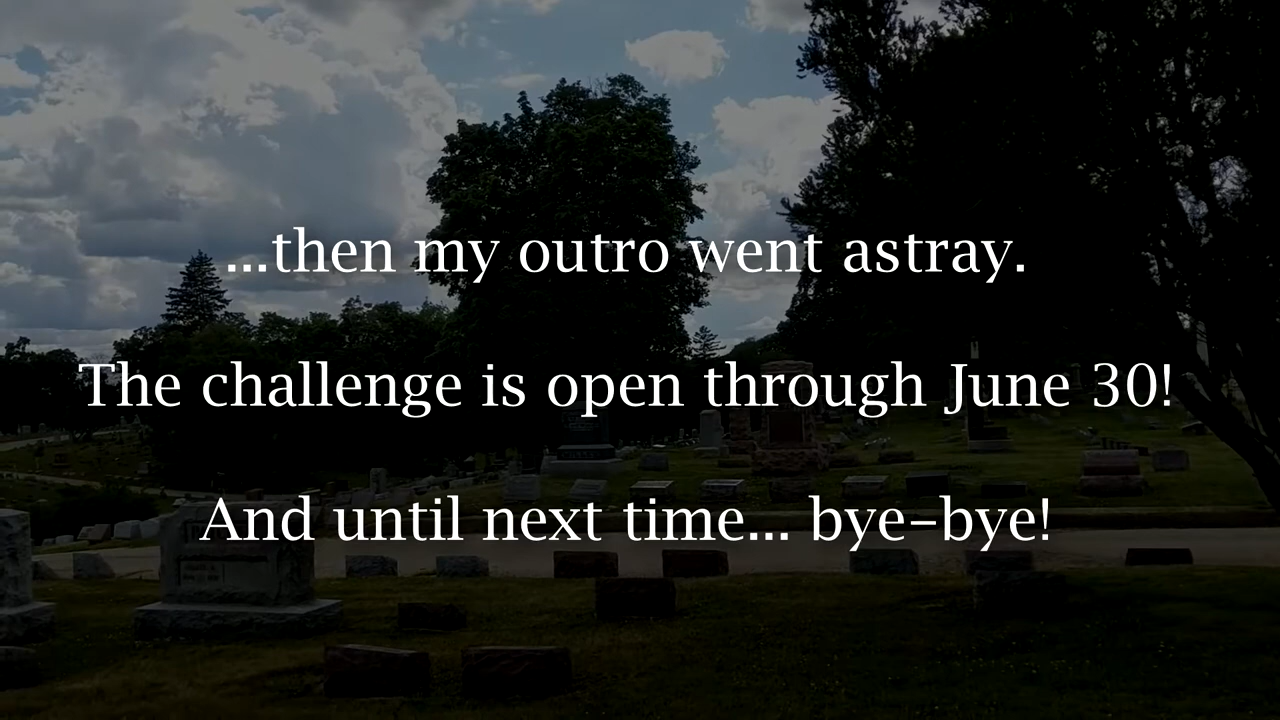 ...then my outro went astray.
The challenge is open through June 30!
And until next time... bye-bye!